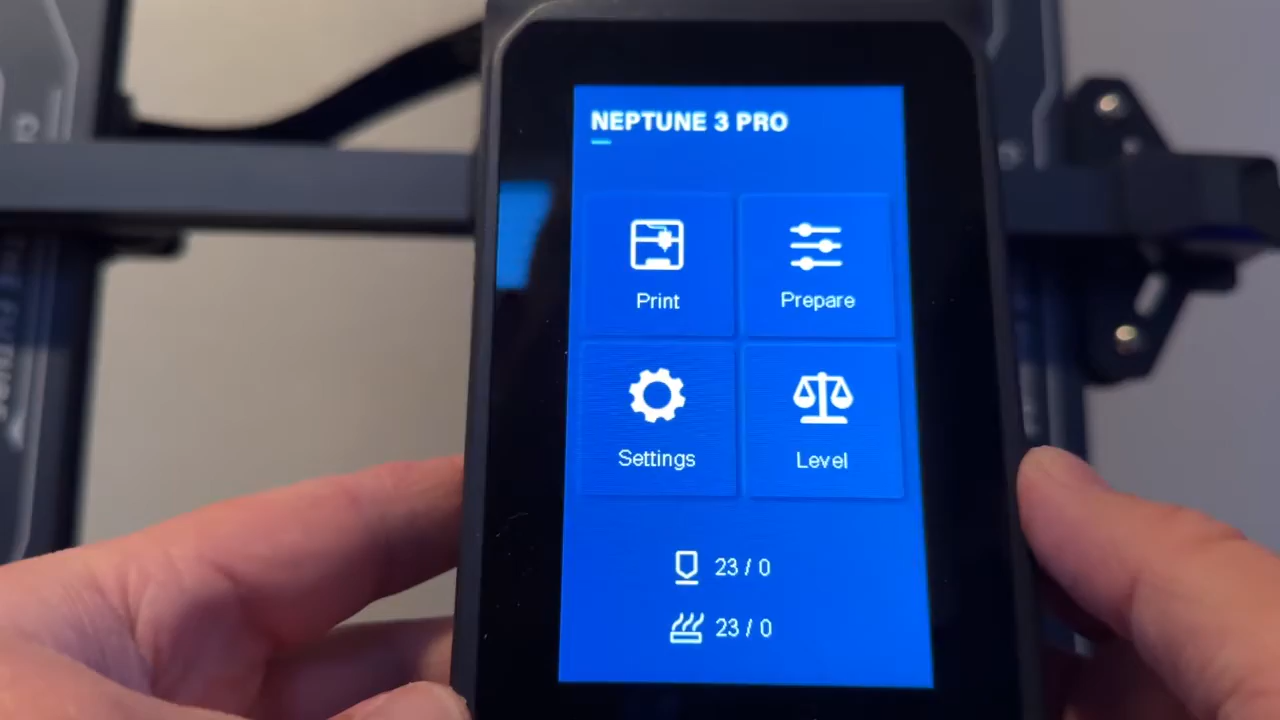 NEPTUNE 3 PRO
Print
Prepare
Settings
Level
23 / 0
23 / 0